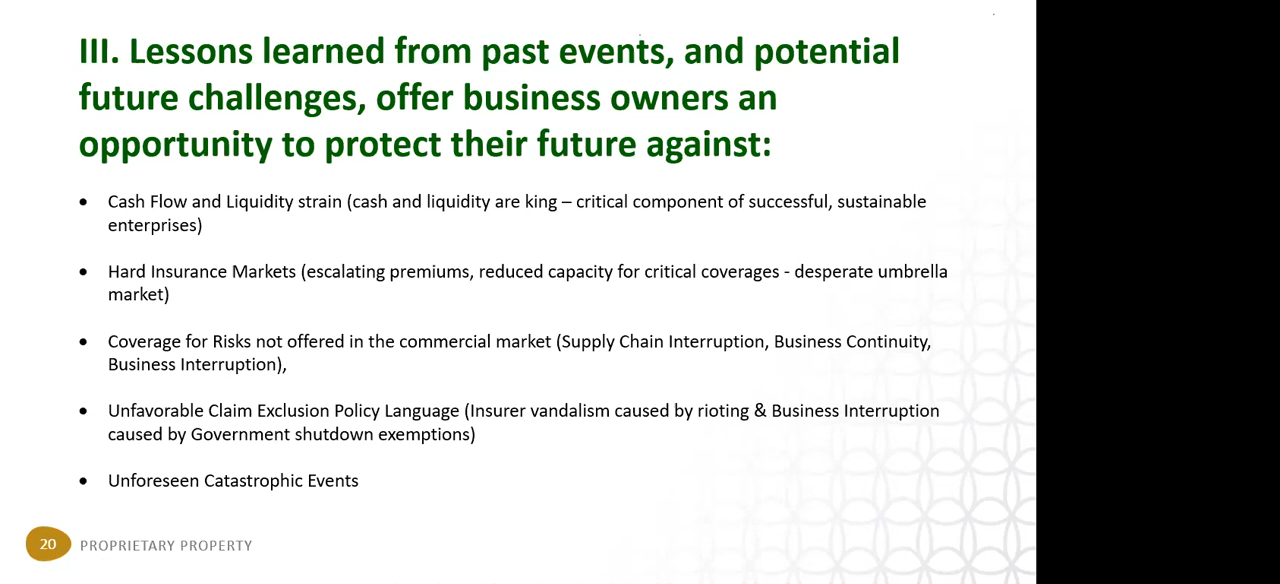 III. Lessons learned from past events, and potential
future challenges, offer business owners an
opportunity to protect their future against:
• Cash Flow and Liquidity strain (cash and liquidity are king – critical component of successful, sustainable
enterprises)
• Hard Insurance Markets (escalating premiums, reduced capacity for critical coverages - desperate umbrella
market)
• Coverage for Risks not offered in the commercial market (Supply Chain Interruption, Business Continuity,
Business Interruption),
• Unfavorable Claim Exclusion Policy Language (Insurer vandalism caused by rioting & Business Interruption
caused by Government shutdown exemptions)
• Unforeseen Catastrophic Events
20 PROPRIETARY PROPERTY